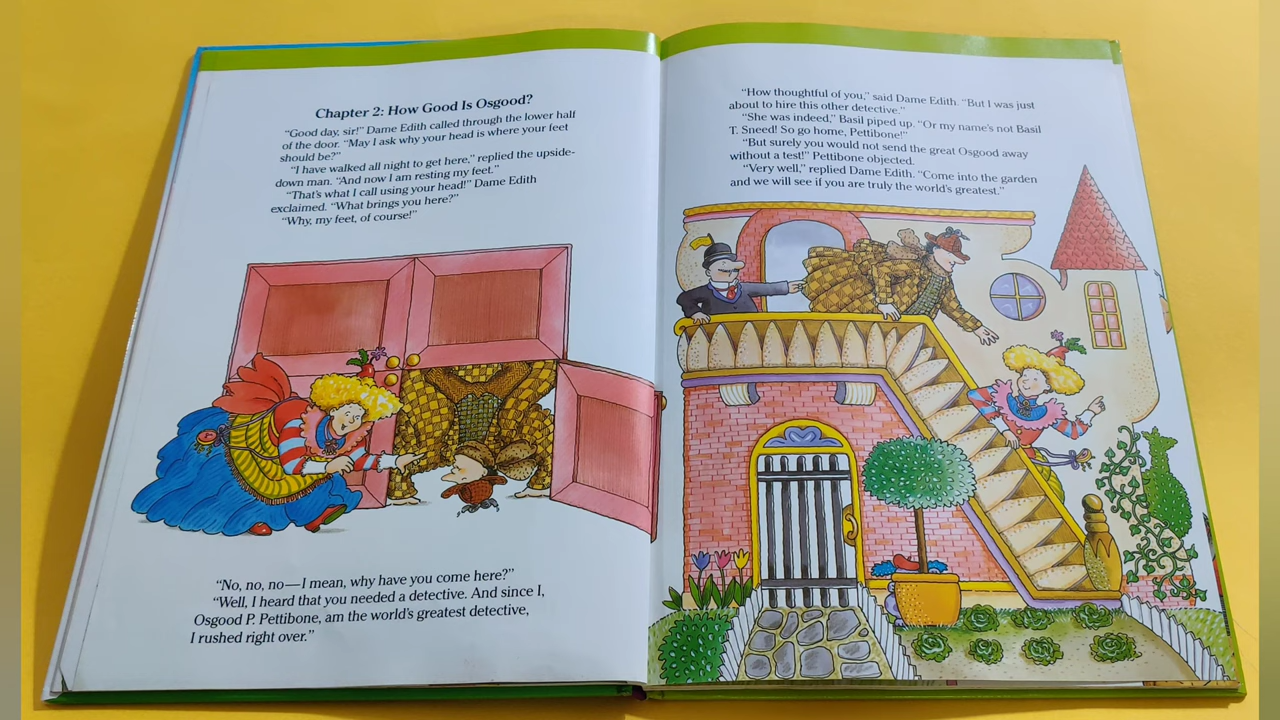 Chapter 2: How Good Is Osgood?
“Good day, sir!” Dame Edith called through the lower half
of the door. “May I ask why your head is where your feet
should be?”
“I have walked all night to get here,” replied the upside-
down man. “And now I am resting my feet.”
“That’s what I call using your head!” Dame Edith
exclaimed. “What brings you here?”
“Why, my feet, of course!”
“No, no, no—I mean, why have you come here?”
“Well, I heard that you needed a detective. And since I,
Osgood P. Pettibone, am the world’s greatest detective,
I rushed right over.”
“How thoughtful of you,” said Dame Edith. “But I was just
about to hire this other detective.”
“She was indeed,” Basil piped up. “Or my name’s not Basil
T. Sneed! So go home, Pettibone!”
“But surely you would not send the great Osgood away
without a test!” Pettibone objected.
“Very well,” replied Dame Edith. “Come into the garden
and we will see if you are truly the world’s greatest.”